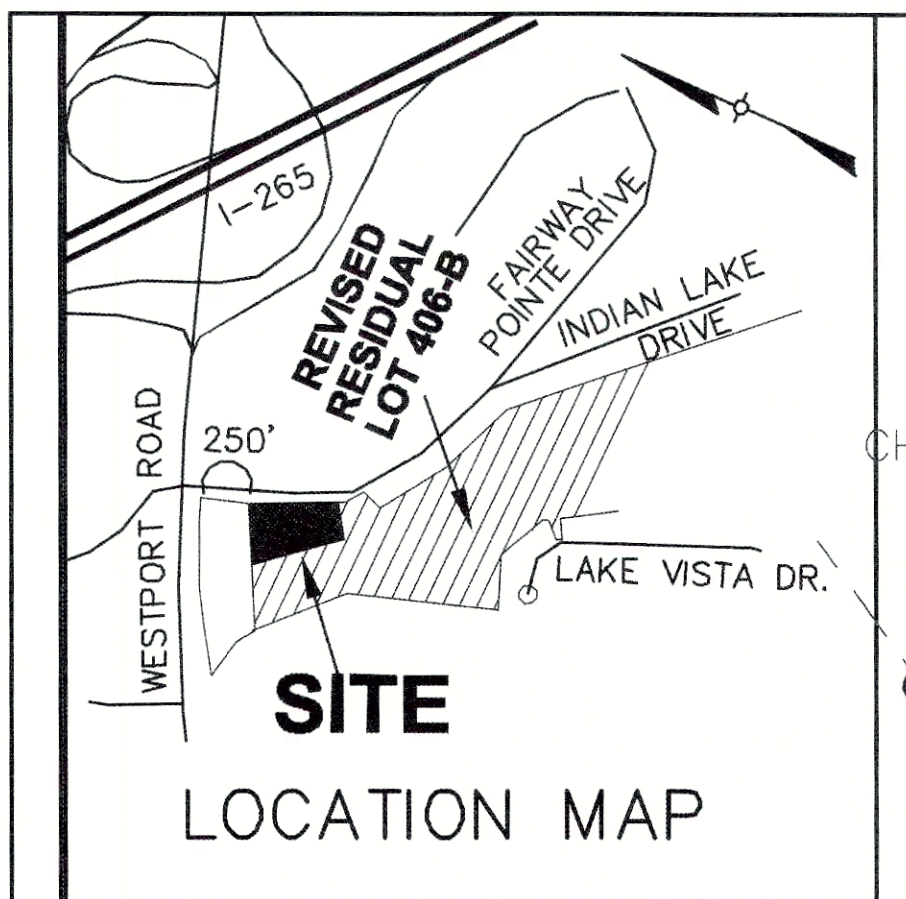 I-265
REVISED
RESIDUAL
LOT 406-B
FAIRWAY
POINTE DRIVE
INDIAN LAKE
DRIVE
WESTPORT ROAD
250'
CH
LAKE VISTA DR.
SITE
LOCATION MAP